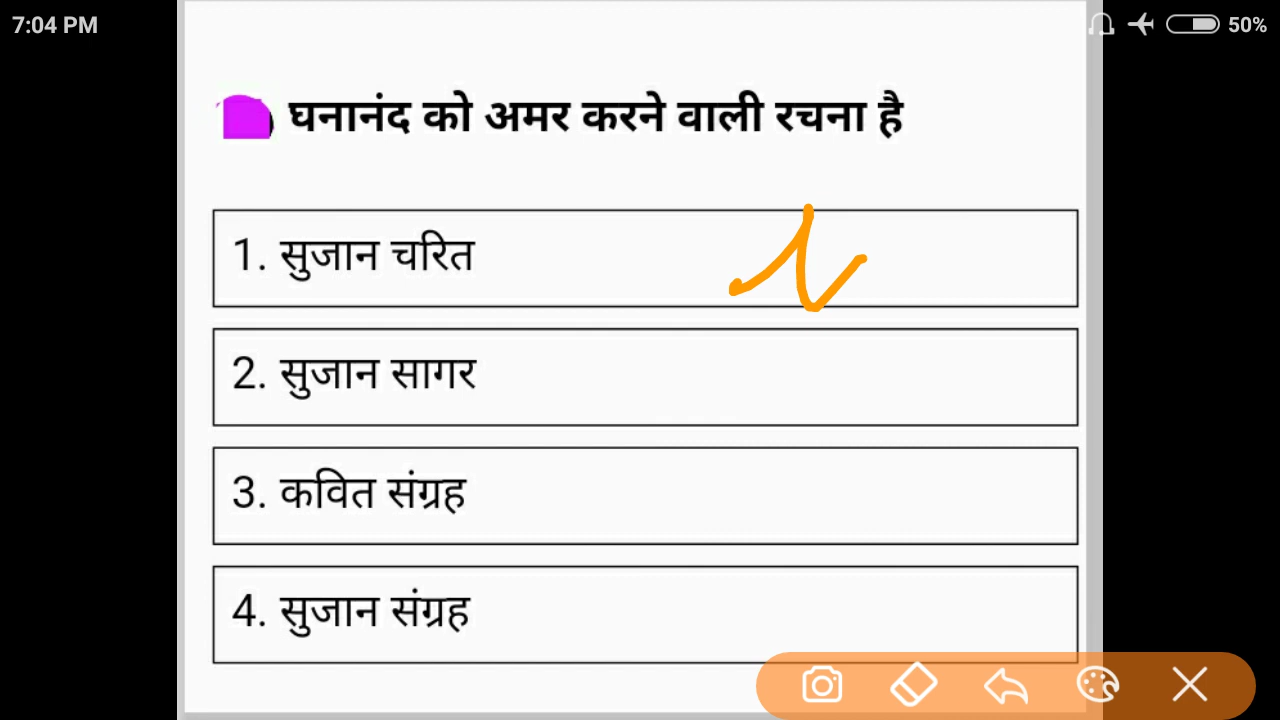 7:04 PM
50%
घनानंद को अमर करने वाली रचना है
1. सुजान चरित
2. सुजान सागर
3. कवित संग्रह
4. सुजान संग्रह